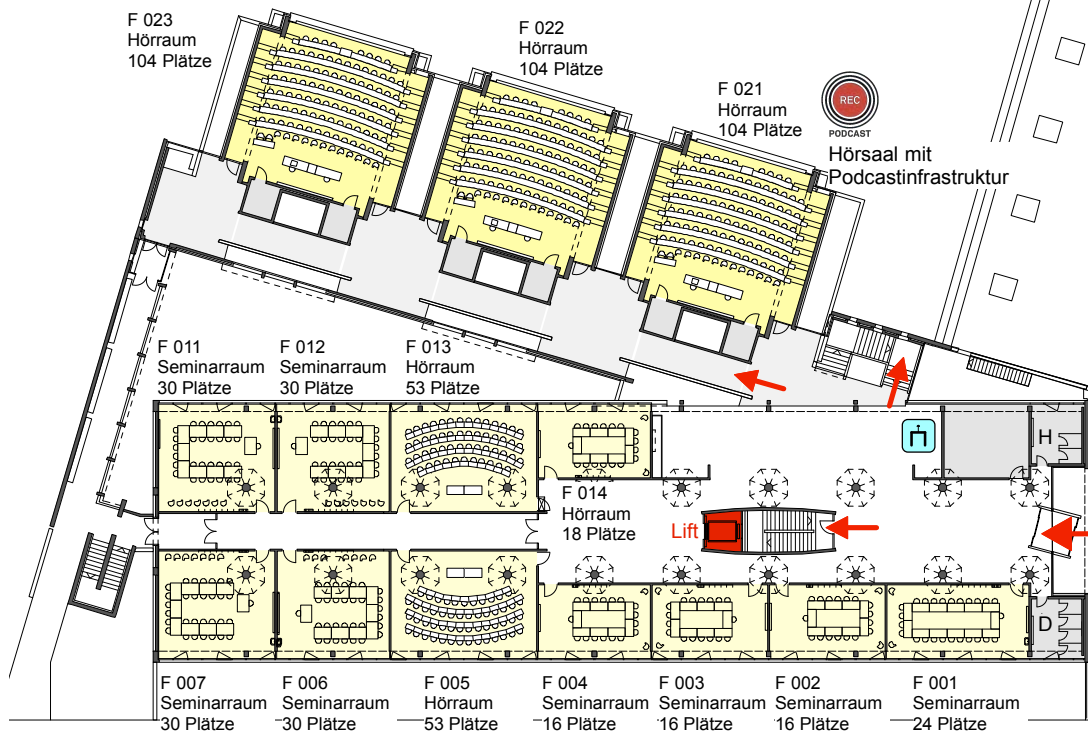 F 023
Hörraum
104 Plätze
F 022
Hörraum
104 Plätze
F 021
Hörraum
104 Plätze
REC
PODCAST
Hörsaal mit
Podcastinfrastruktur
F 011
Seminarraum
30 Plätze
F 012
Seminarraum
30 Plätze
F 013
Hörraum
53 Plätze
H
F 014
Hörraum
18 Plätze
Lift
D
F 007
Seminarraum
30 Plätze
F 006
Seminarraum
30 Plätze
F 005
Hörraum
53 Plätze
F 004
Seminarraum
16 Plätze
F 003
Seminarraum
16 Plätze
F 002
Seminarraum
16 Plätze
F 001
Seminarraum
24 Plätze